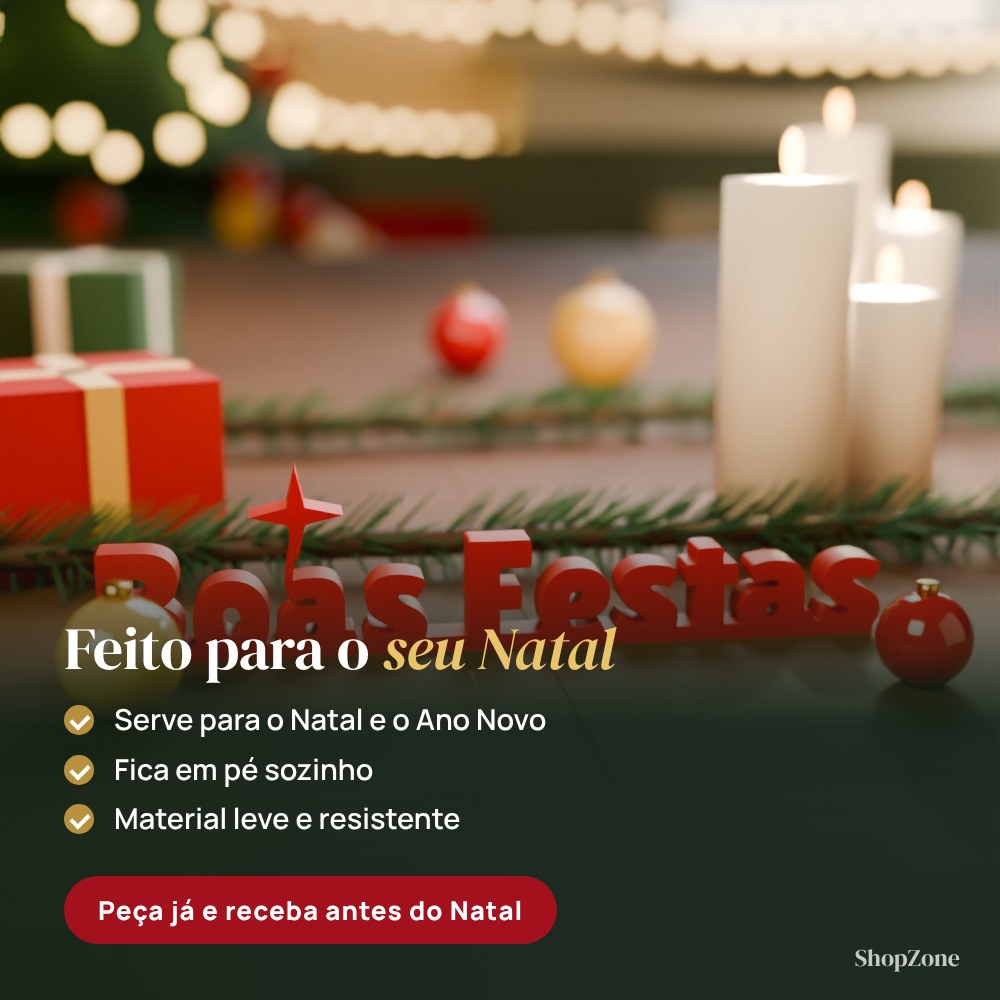 Boas Festas
Feito para o seu Natal
Serve para o Natal e o Ano Novo
Fica em pé sozinho
Material leve e resistente
Peça já e receba antes do Natal
ShopZone